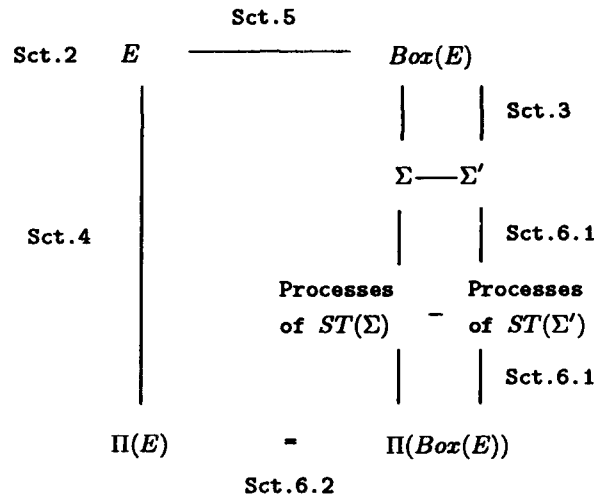 Sct.5
Sct.2 E Box(E)
Sct.3
Σ Σ′
Sct.4 Sct.6.1
Processes Processes
of ST(Σ) - of ST(Σ′)
Sct.6.1
Π(E) = Π(Box(E))
Sct.6.2